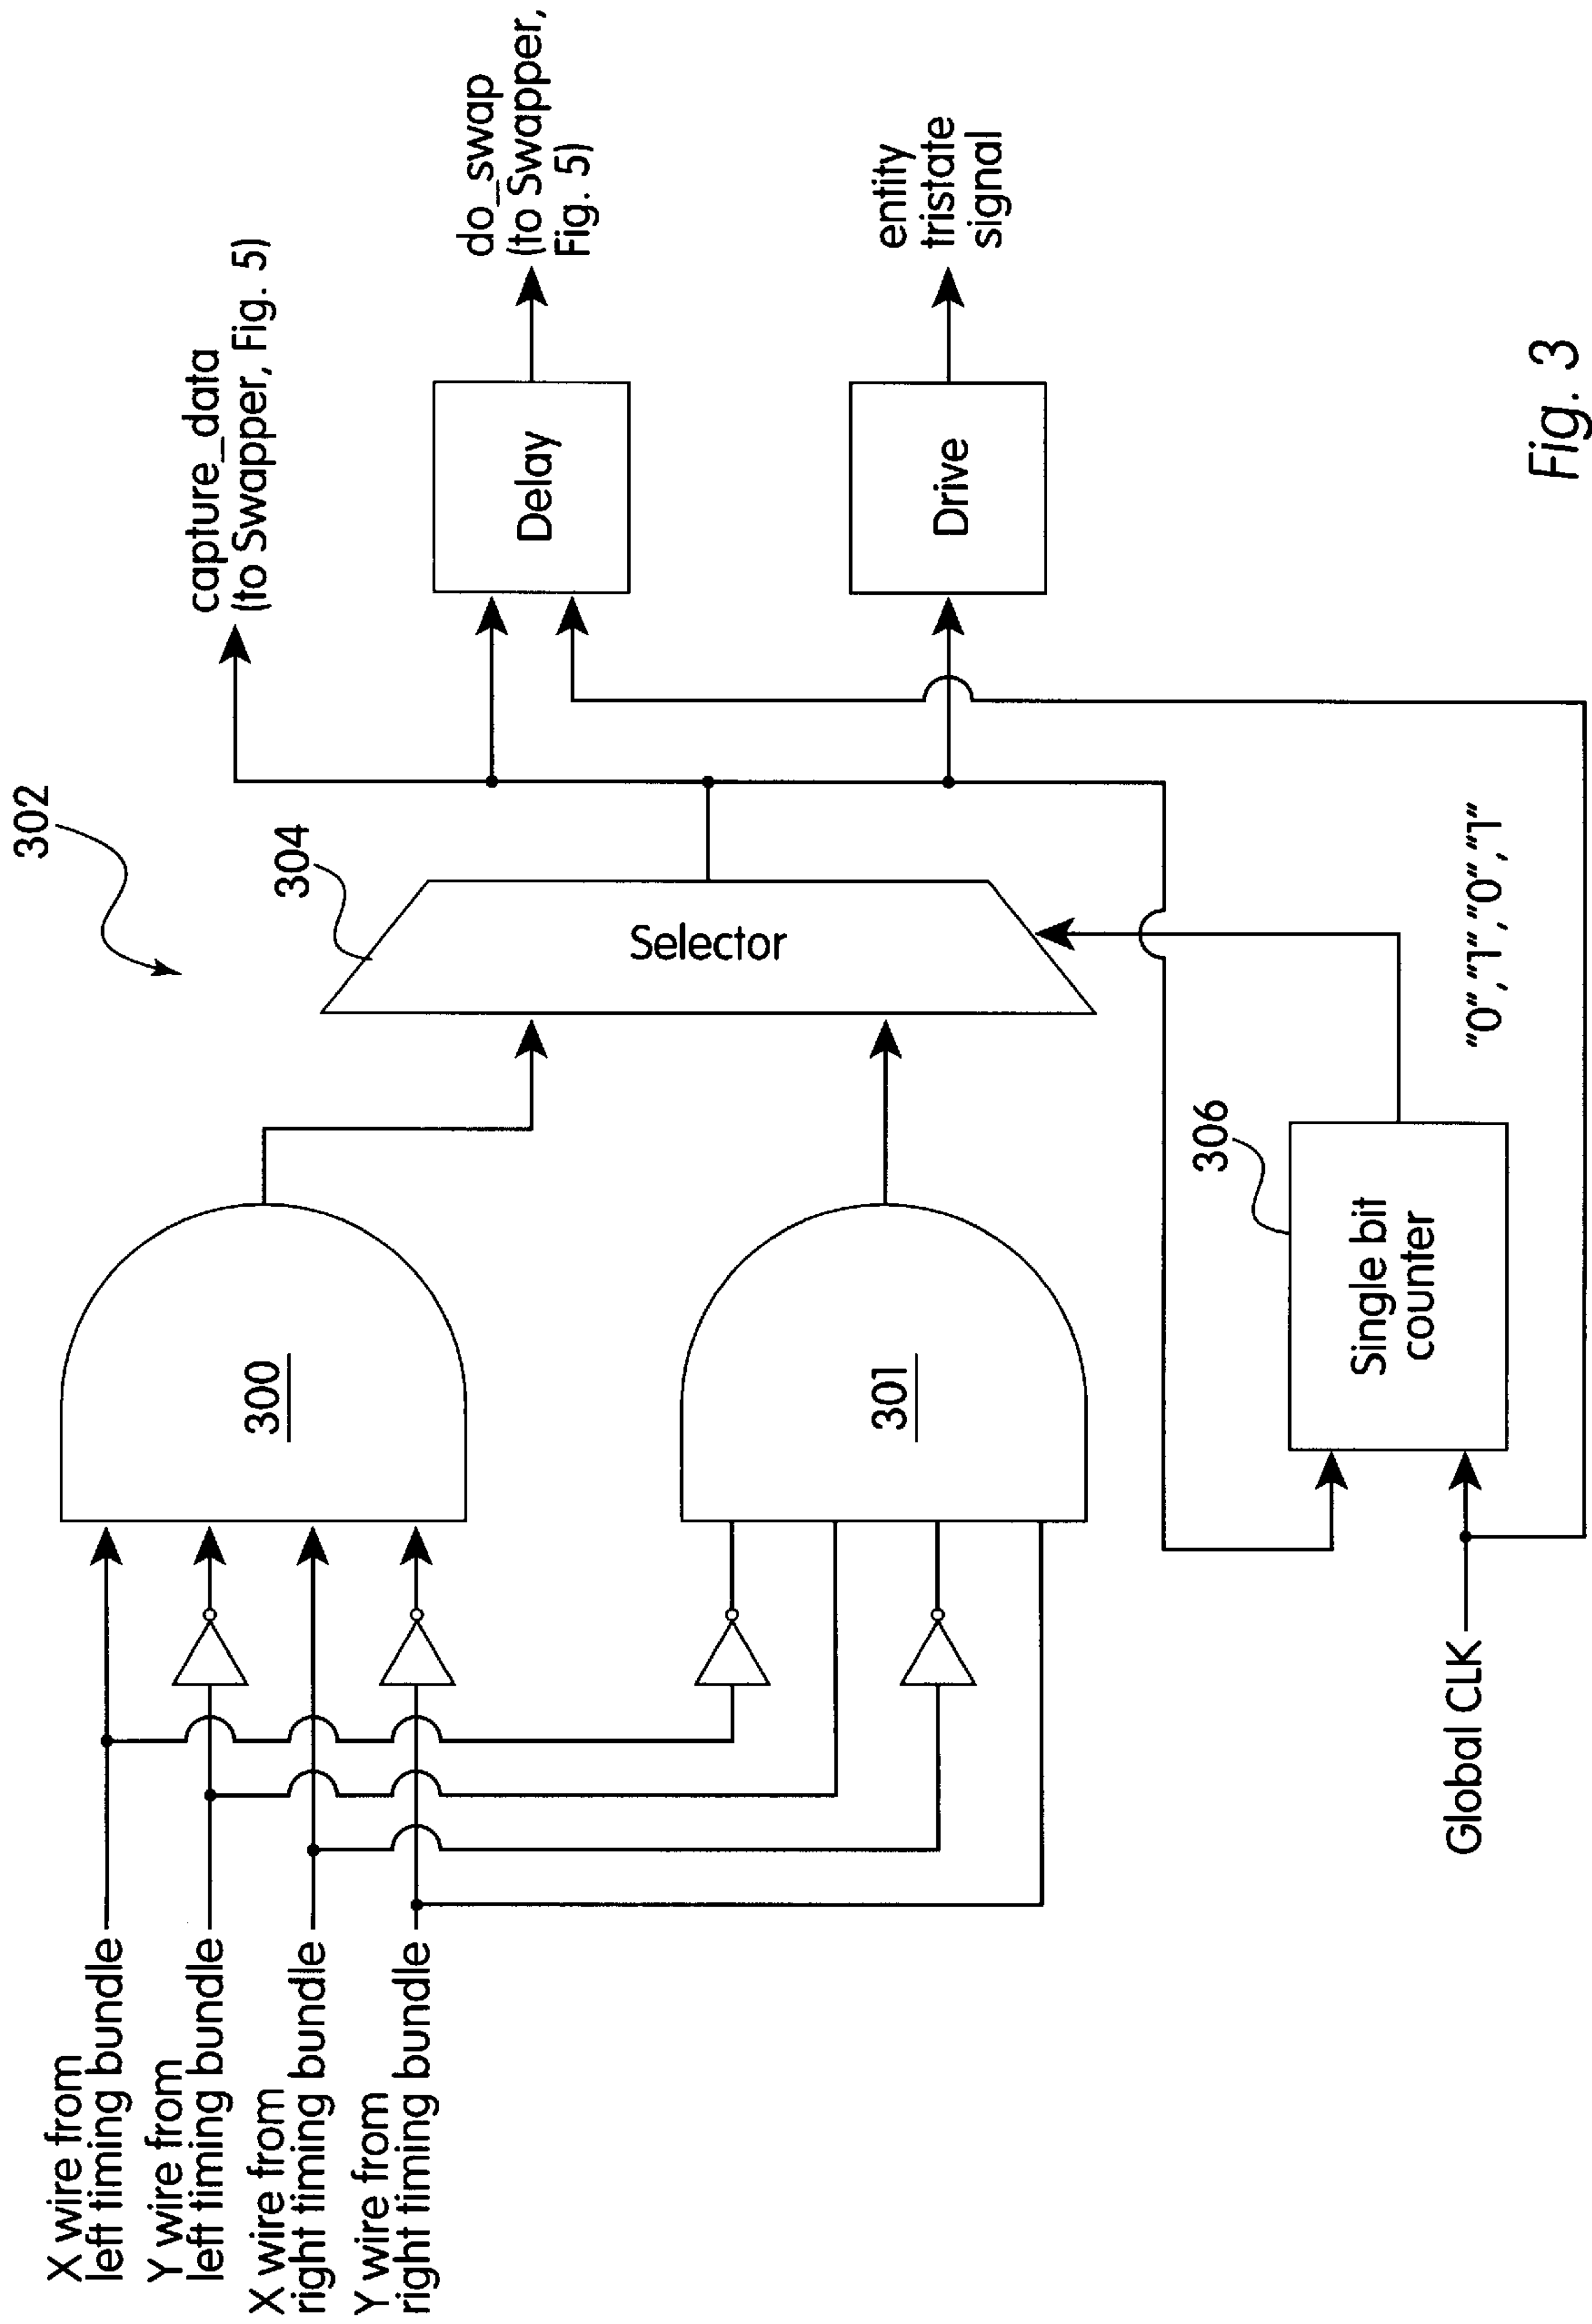 302
304
capture_data
(to Swapper, Fig. 5)
do_swap
(to Swapper,
Fig. 5)
Delay
entity
tristate
signal
Drive
Selector
300
301
X wire from
left timing bundle
Y wire from
left timing bundle
X wire from
right timing bundle
Y wire from
right timing bundle
306
Single bit
counter
"0","1","0","1"
Global CLK
Fig. 3